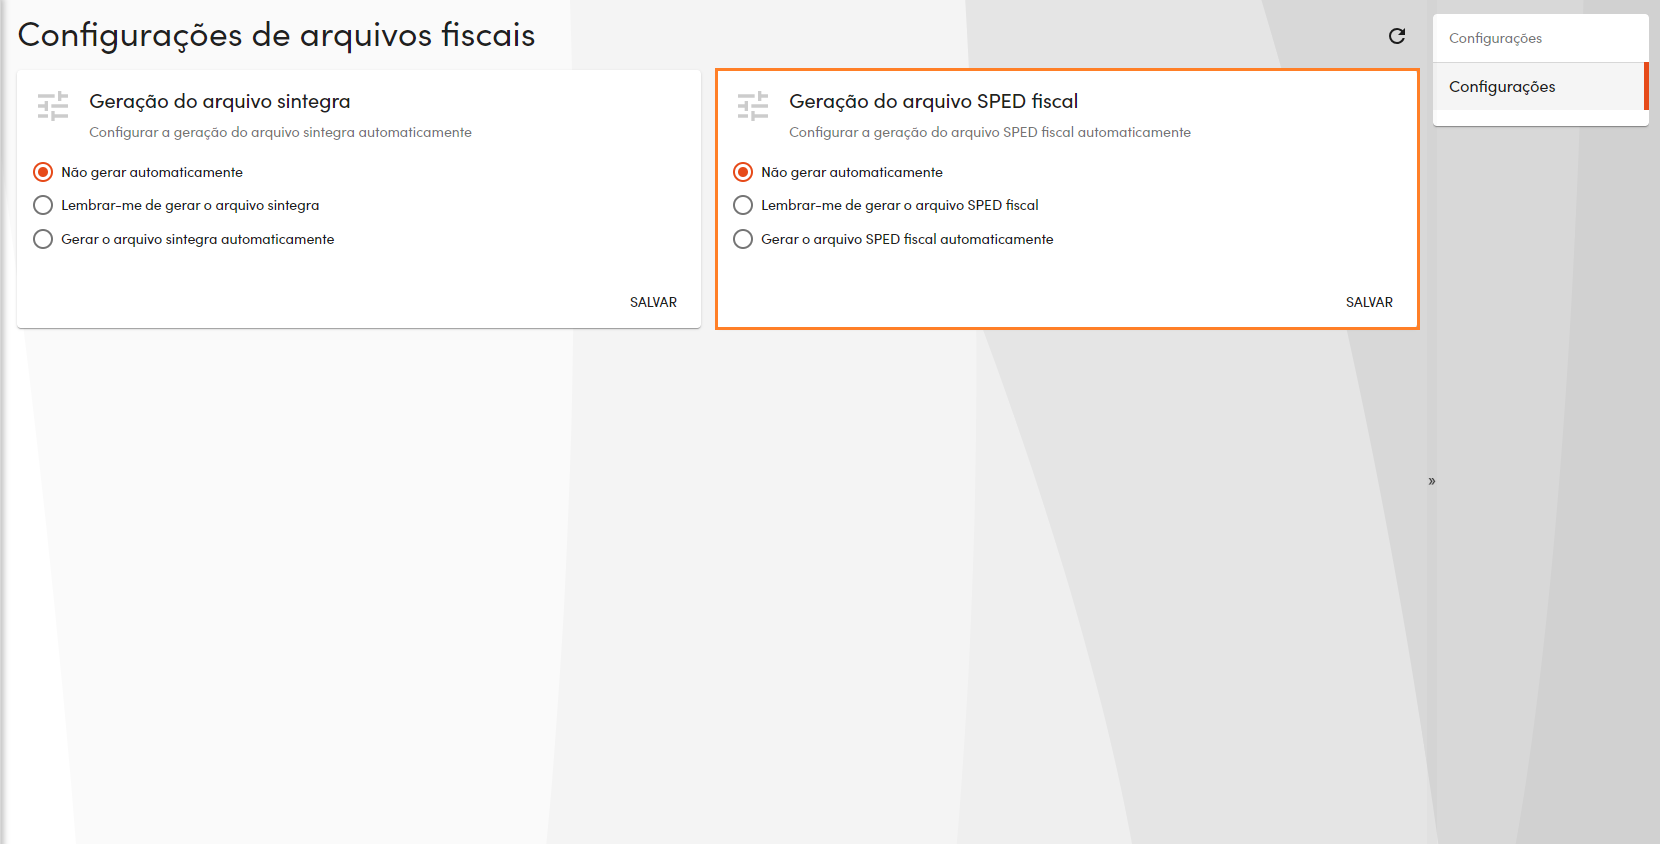 Configurações de arquivos fiscais
Geração do arquivo sintegra
Configurar a geração do arquivo sintegra automaticamente
Não gerar automaticamente
Lembrar-me de gerar o arquivo sintegra
Gerar o arquivo sintegra automaticamente
SALVAR
Geração do arquivo SPED fiscal
Configurar a geração do arquivo SPED fiscal automaticamente
Não gerar automaticamente
Lembrar-me de gerar o arquivo SPED fiscal
Gerar o arquivo SPED fiscal automaticamente
SALVAR
Configurações
Configurações
»